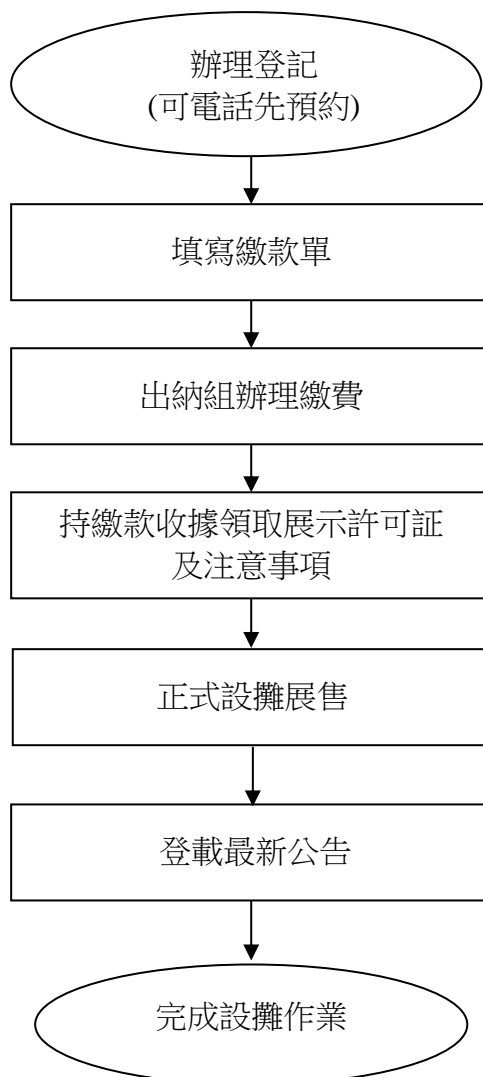 辦理登記
(可電話先預約)
填寫繳款單
出納組辦理繳費
持繳款收據領取展示許可証
及注意事項
正式設攤展售
登載最新公告
完成設攤作業